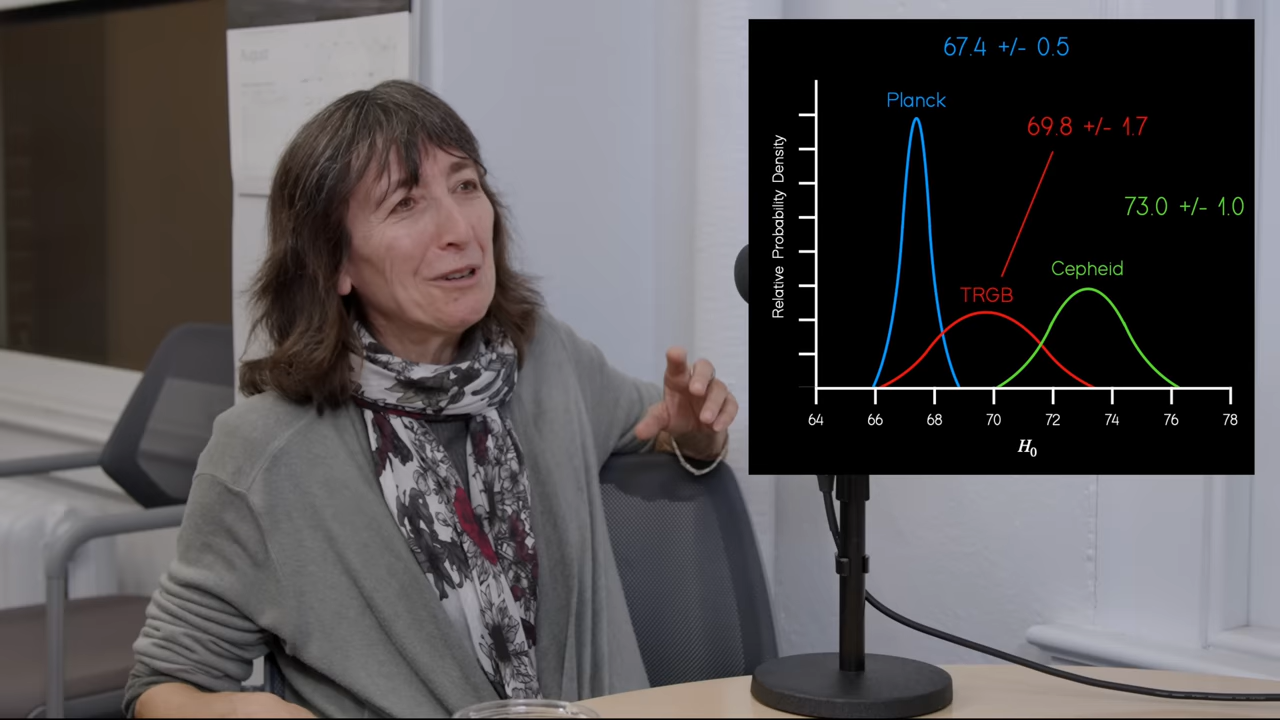 August
67.4 +/- 0.5
Planck
69.8 +/- 1.7
73.0 +/- 1.0
Cepheid
TRGB
Relative Probability Density
64 66 68 70 72 74 76 78
H₀